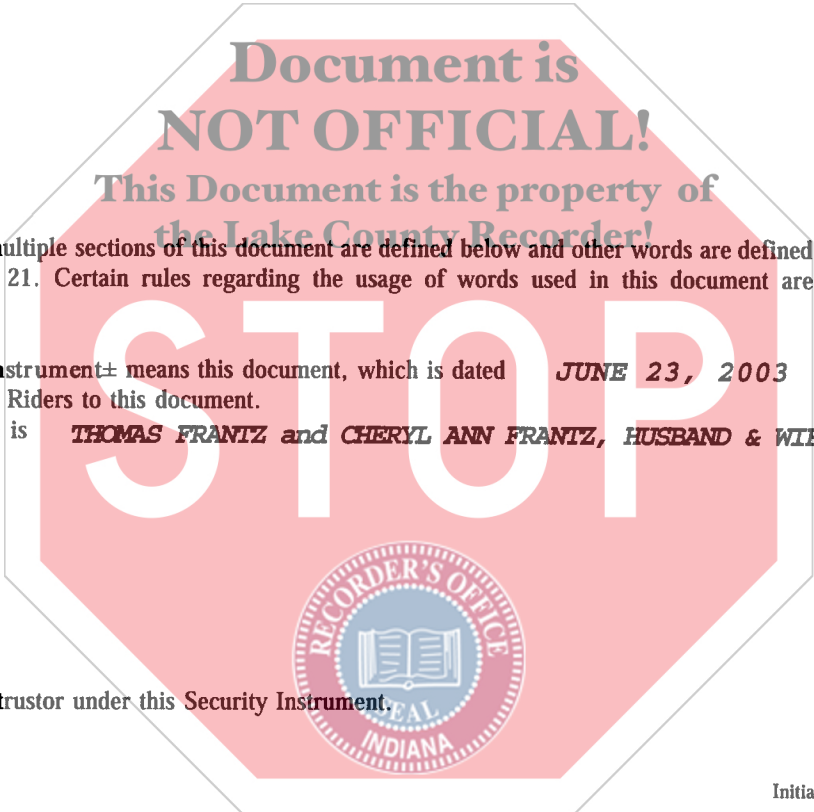 Document is
NOT OFFICIAL!
This Document is the property of
the Lake County Recorder!
multiple sections of this document are defined below and other words are defined
21. Certain rules regarding the usage of words used in this document are
STOP
nstrument± means this document, which is dated JUNE 23, 2003
Riders to this document.
is THOMAS FRANTZ and CHERYL ANN FRANTZ, HUSBAND & WIF
RECORDER'S OFFICE
SEAL
INDIANA
trustor under this Security Instrument.
Initia